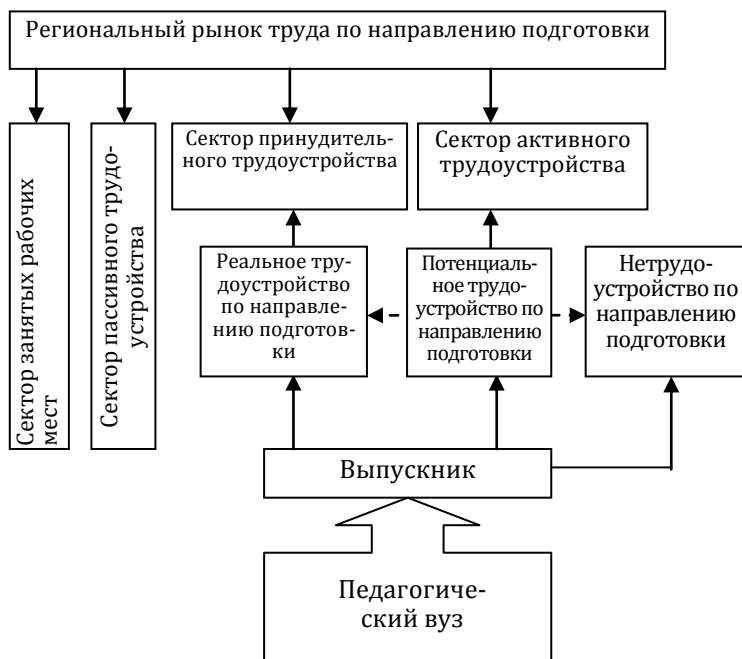 Региональный рынок труда по направлению подготовки
Сектор занятых рабочих
мест
Сектор пассивного трудо-
устройства
Сектор принудитель-
ного трудоустройства
Сектор активного
трудоустройства
Реальное тру-
доустройство
по направле-
нию подготов-
ки
Потенциаль-
ное трудо-
устройство по
направлению
подготовки
Нетрудо-
устройство по
направлению
подготовки
Выпускник
Педагогиче-
ский вуз